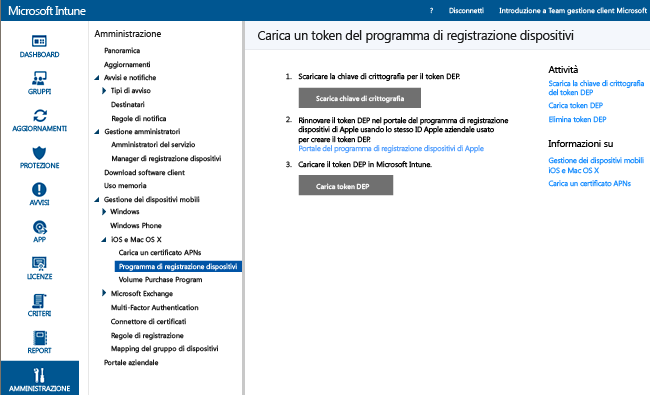 Microsoft Intune
? Disconnetti Introduzione a Team gestione client Microsoft
DASHBOARD
GRUPPI
AGGIORNAMENTI
PROTEZIONE
AVVISI
APP
LICENZE
CRITERI
REPORT
AMMINISTRAZIONE
Amministrazione
Panoramica
Aggiornamenti
Avvisi e notifiche
Tipi di avviso
Destinatari
Regole di notifica
Gestione amministratori
Amministratori del servizio
Manager di registrazione dispositivi
Download software client
Uso memoria
Gestione dei dispositivi mobili
Windows
Windows Phone
iOS e Mac OS X
Carica un certificato APNs
Programma di registrazione dispositivi
Volume Purchase Program
Microsoft Exchange
Multi-Factor Authentication
Connettore di certificati
Regole di registrazione
Mapping del gruppo di dispositivi
Portale aziendale
Carica un token del programma di registrazione dispositivi
1. Scaricare la chiave di crittografia per il token DEP.
Scarica chiave di crittografia
2. Rinnovare il token DEP nel portale del programma di registrazione
dispositivi di Apple usando lo stesso ID Apple aziendale usato
per creare il token DEP.
Portale del programma di registrazione dispositivi di Apple
3. Caricare il token DEP in Microsoft Intune.
Carica token DEP
Attività
Scarica la chiave di crittografia
del token DEP
Carica token DEP
Elimina token DEP
Informazioni su
Gestione dei dispositivi mobili
iOS e Mac OS X
Carica un certificato APNs